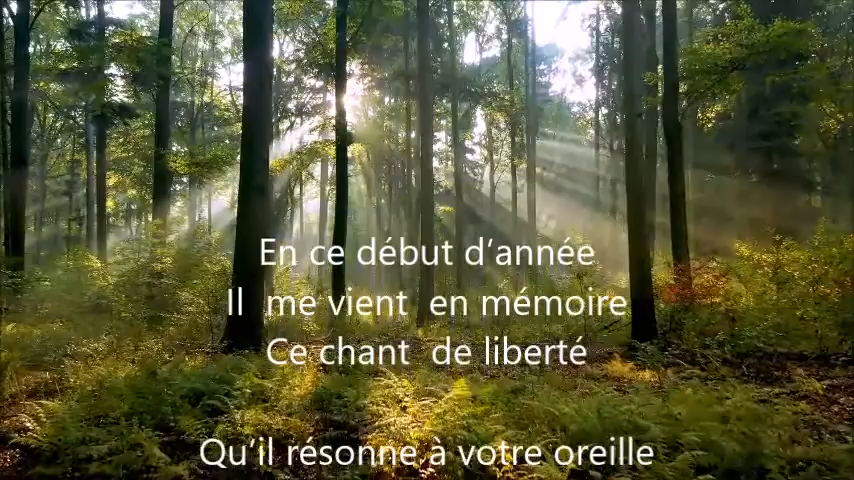 En ce début d'année
Il me vient en mémoire
Ce chant de liberté
Qu'il résonne à votre oreille